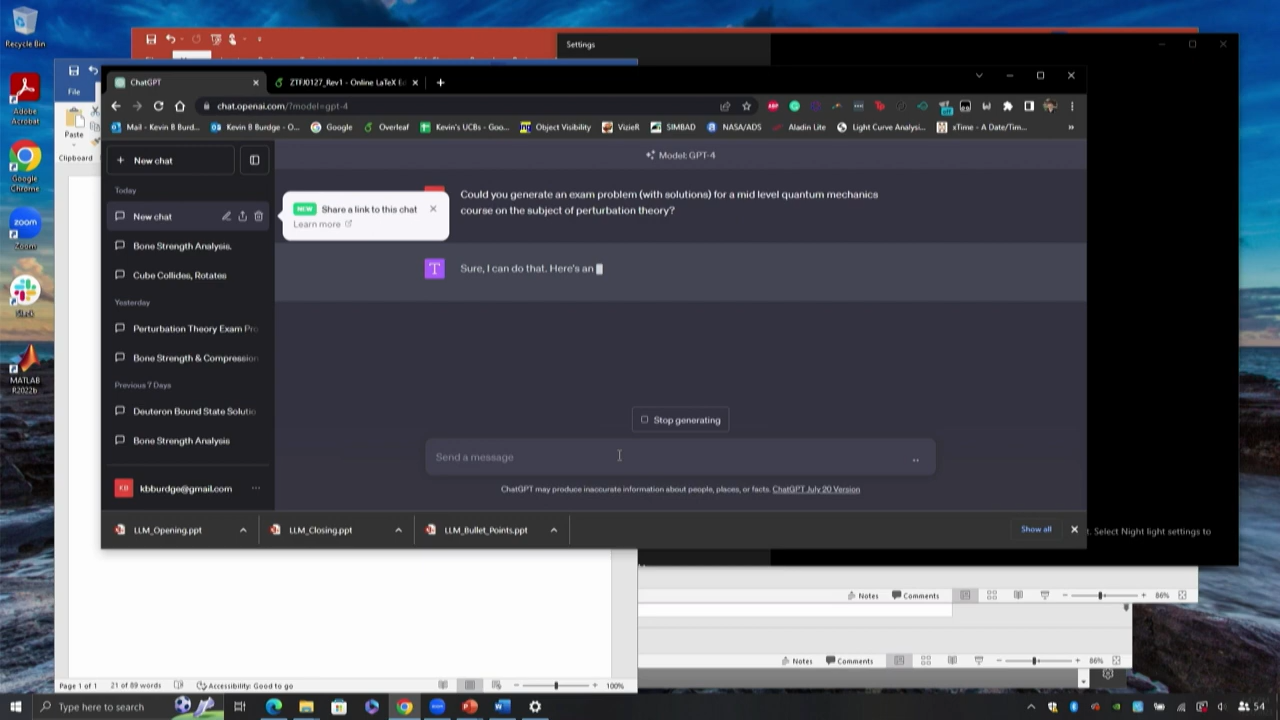 Recycle Bin
Adobe
Acrobat
Google
Chrome
Zoom
Slack
MATLAB
R2022b
Settings
File
Paste
Clipboard
ChatGPT
ZTFJ0127_Rev1 - Online LaTeX E
chat.openai.com/?model=gpt-4
Mail - Kevin B Burd...
Kevin B Burdge - O...
Google
Overleaf
Kevin's UCBs - Goo...
Object Visibility
VizieR
SIMBAD
NASA/ADS
Aladin Lite
Light Curve Analysi...
xTime - A Date/Tim...
New chat
Model: GPT-4
Today
New chat
Bone Strength Analysis.
Cube Collides, Rotates
Yesterday
Perturbation Theory Exam Pro
Bone Strength & Compression
Previous 7 Days
Deuteron Bound State Solutio
Bone Strength Analysis
KB kbburdge@gmail.com
NEW Share a link to this chat
Learn more
Could you generate an exam problem (with solutions) for a mid level quantum mechanics
course on the subject of perturbation theory?
Sure, I can do that. Here's an
Stop generating
Send a message
ChatGPT may produce inaccurate information about people, places, or facts. ChatGPT July 20 Version
LLM_Opening.ppt
LLM_Closing.ppt
LLM_Bullet_Points.ppt
Show all
t. Select Night light settings to
Notes
Comments
86%
Notes
Comments
86%
Page 1 of 1
21 of 89 words
Accessibility: Good to go
100%
Type here to search
54